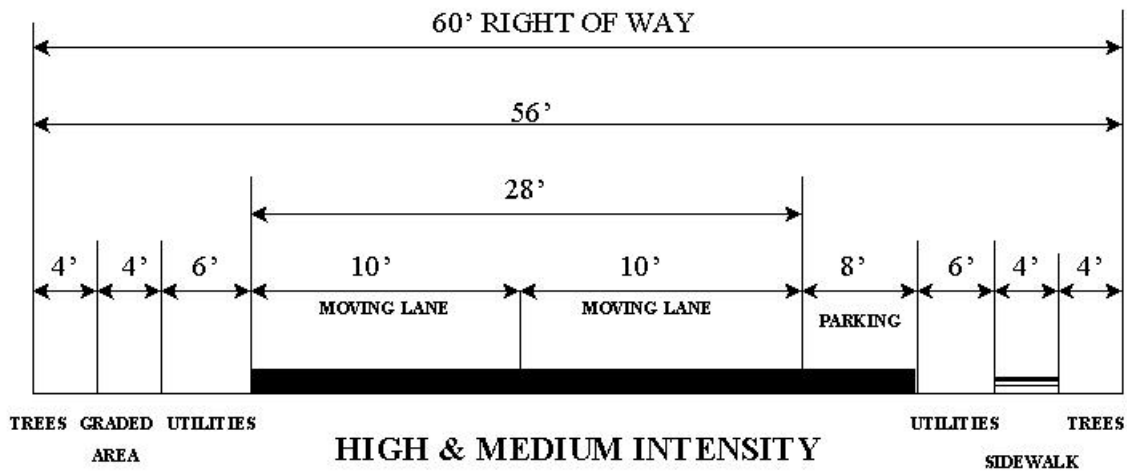 60’ RIGHT OF WAY
56’
28’
4’ 4’ 6’ 10’ 10’ 8’ 6’ 4’ 4’
MOVING LANE MOVING LANE PARKING
TREES GRADED AREA UTILITIES UTILITIES SIDEWALK TREES
HIGH & MEDIUM INTENSITY